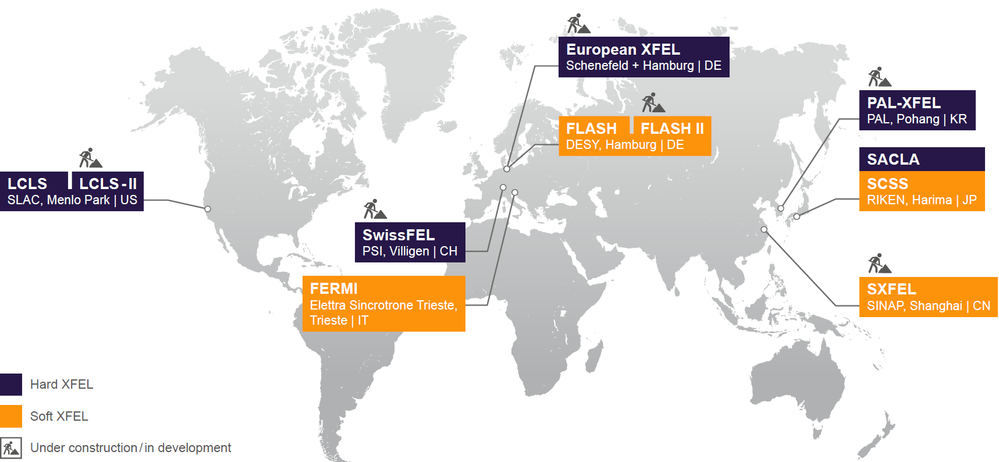 European XFEL
Schenefeld + Hamburg | DE
PAL-XFEL
PAL, Pohang | KR
FLASH
FLASH II
DESY, Hamburg | DE
SACLA
SCSS
RIKEN, Harima | JP
LCLS
LCLS-II
SLAC, Menlo Park | US
SwissFEL
PSI, Villigen | CH
FERMI
Elettra Sincrotrone Trieste,
Trieste | IT
SXFEL
SINAP, Shanghai | CN
Hard XFEL
Soft XFEL
Under construction/in development